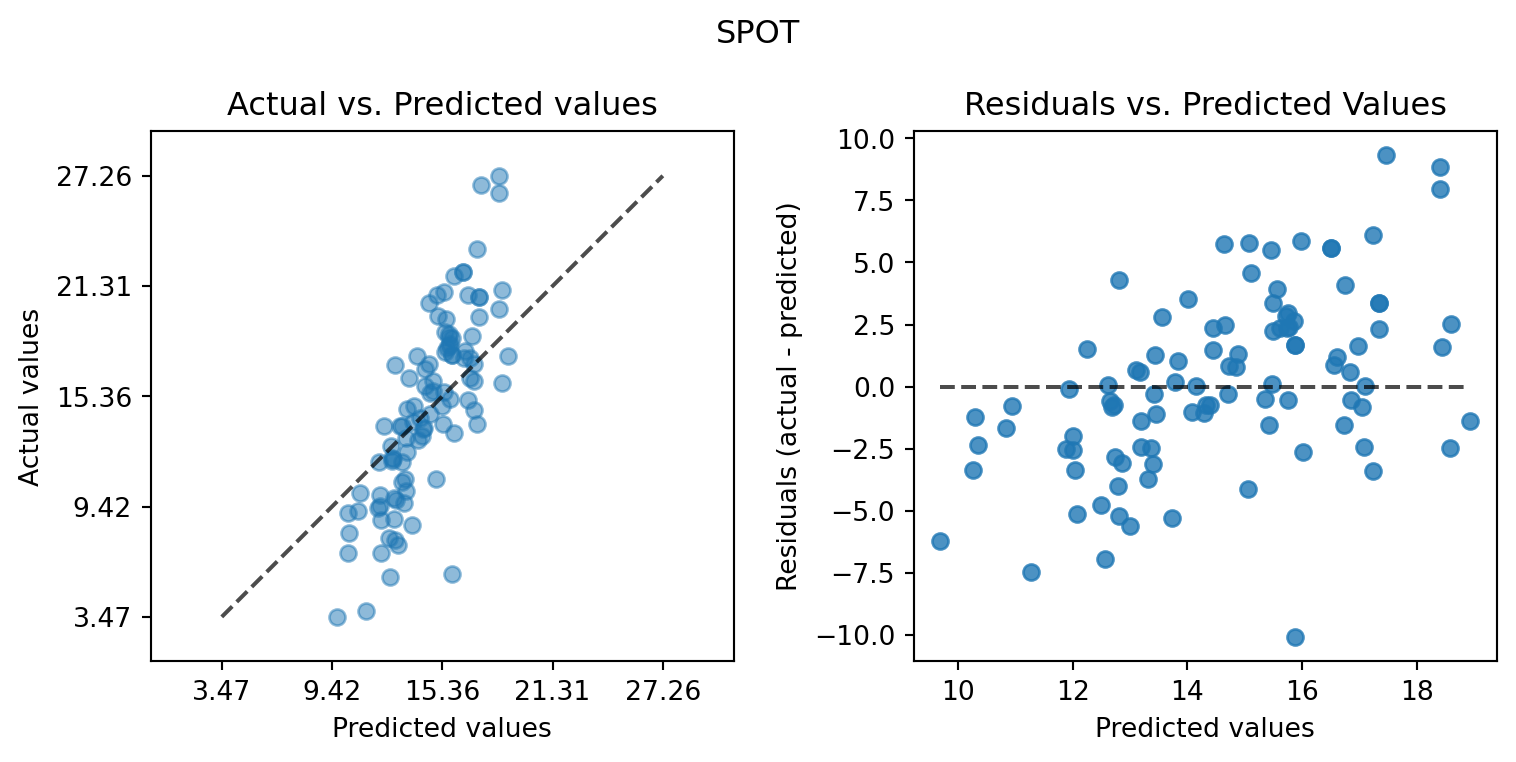 SPOT
Actual vs. Predicted values
Actual values
27.26
21.31
15.36
9.42
3.47
3.47 9.42 15.36 21.31 27.26
Predicted values
Residuals vs. Predicted Values
Residuals (actual - predicted)
10.0
7.5
5.0
2.5
0.0
−2.5
−5.0
−7.5
−10.0
10 12 14 16 18
Predicted values